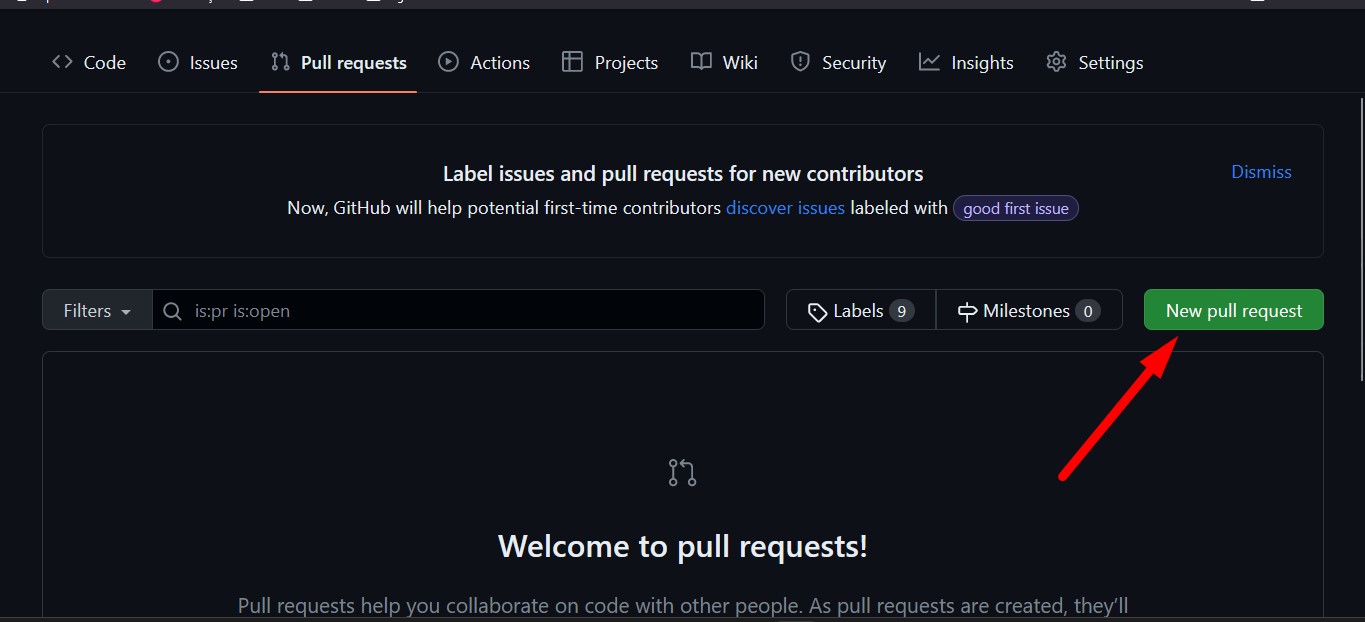 Code Issues Pull requests Actions Projects Wiki Security Insights Settings
Label issues and pull requests for new contributors
Dismiss
Now, GitHub will help potential first-time contributors discover issues labeled with good first issue
Filters is:pr is:open Labels 9 Milestones 0 New pull request
Welcome to pull requests!
Pull requests help you collaborate on code with other people. As pull requests are created, they’ll